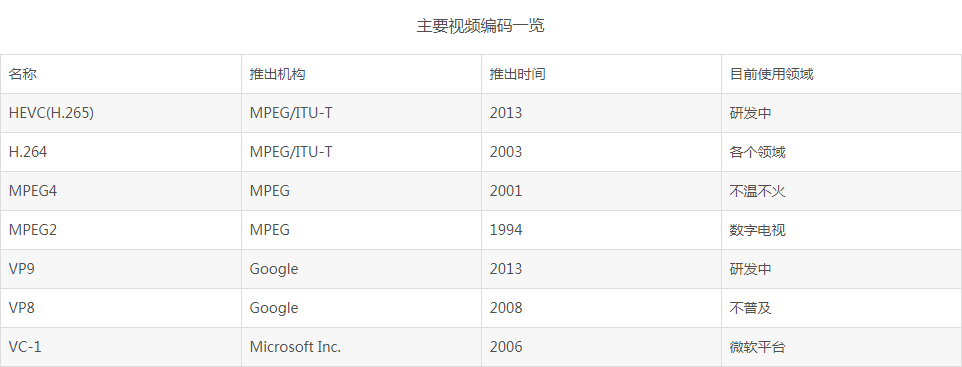 主要视频编码一览
名称 推出机构 推出时间 目前使用领域
HEVC(H.265) MPEG/ITU-T 2013 研发中
H.264 MPEG/ITU-T 2003 各个领域
MPEG4 MPEG 2001 不温不火
MPEG2 MPEG 1994 数字电视
VP9 Google 2013 研发中
VP8 Google 2008 不普及
VC-1 Microsoft Inc. 2006 微软平台